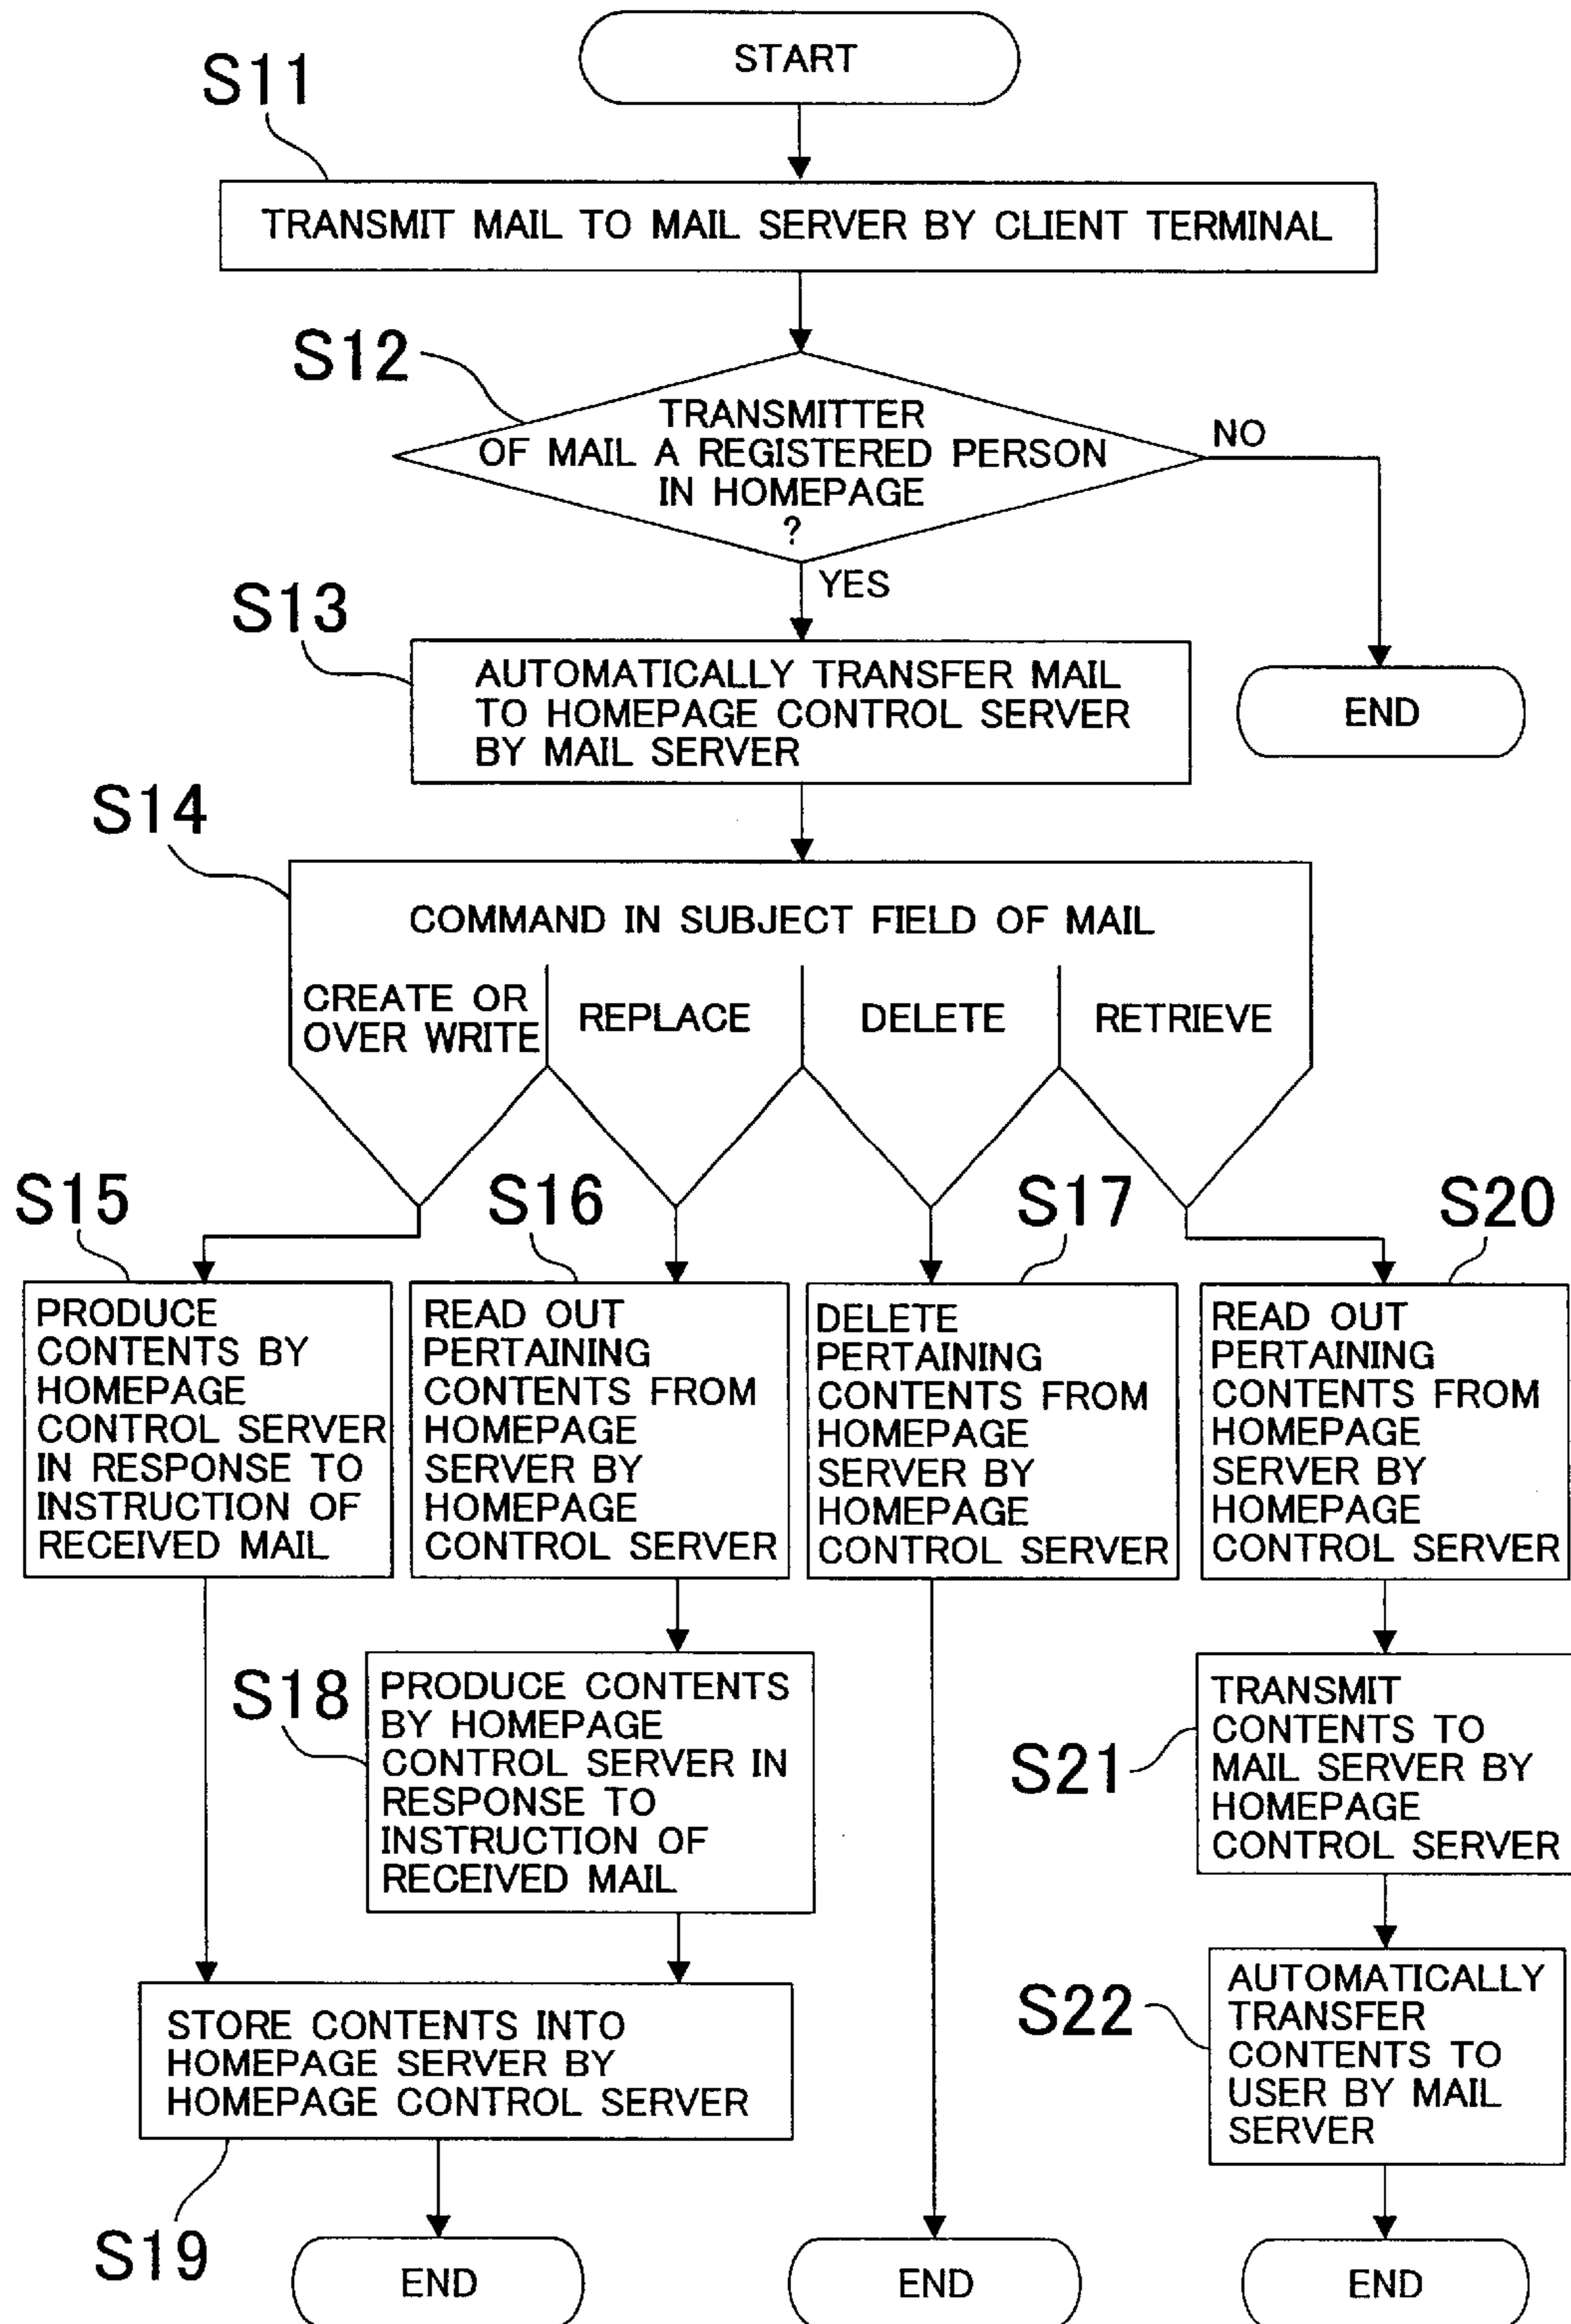 START
S11
TRANSMIT MAIL TO MAIL SERVER BY CLIENT TERMINAL
S12
TRANSMITTER
OF MAIL A REGISTERED PERSON
IN HOMEPAGE
?
NO
YES
S13
AUTOMATICALLY TRANSFER MAIL
TO HOMEPAGE CONTROL SERVER
BY MAIL SERVER
END
S14
COMMAND IN SUBJECT FIELD OF MAIL
CREATE OR
OVER WRITE
REPLACE
DELETE
RETRIEVE
S15
PRODUCE
CONTENTS BY
HOMEPAGE
CONTROL SERVER
IN RESPONSE TO
INSTRUCTION OF
RECEIVED MAIL
S16
READ OUT
PERTAINING
CONTENTS FROM
HOMEPAGE
SERVER BY
HOMEPAGE
CONTROL SERVER
S17
DELETE
PERTAINING
CONTENTS FROM
HOMEPAGE
SERVER BY
HOMEPAGE
CONTROL SERVER
S20
READ OUT
PERTAINING
CONTENTS FROM
HOMEPAGE
SERVER BY
HOMEPAGE
CONTROL SERVER
S18
PRODUCE CONTENTS
BY HOMEPAGE
CONTROL SERVER IN
RESPONSE TO
INSTRUCTION OF
RECEIVED MAIL
S21
TRANSMIT
CONTENTS TO
MAIL SERVER BY
HOMEPAGE
CONTROL SERVER
STORE CONTENTS INTO
HOMEPAGE SERVER BY
HOMEPAGE CONTROL SERVER
S19
S22
AUTOMATICALLY
TRANSFER
CONTENTS TO
USER BY MAIL
SERVER
END
END
END